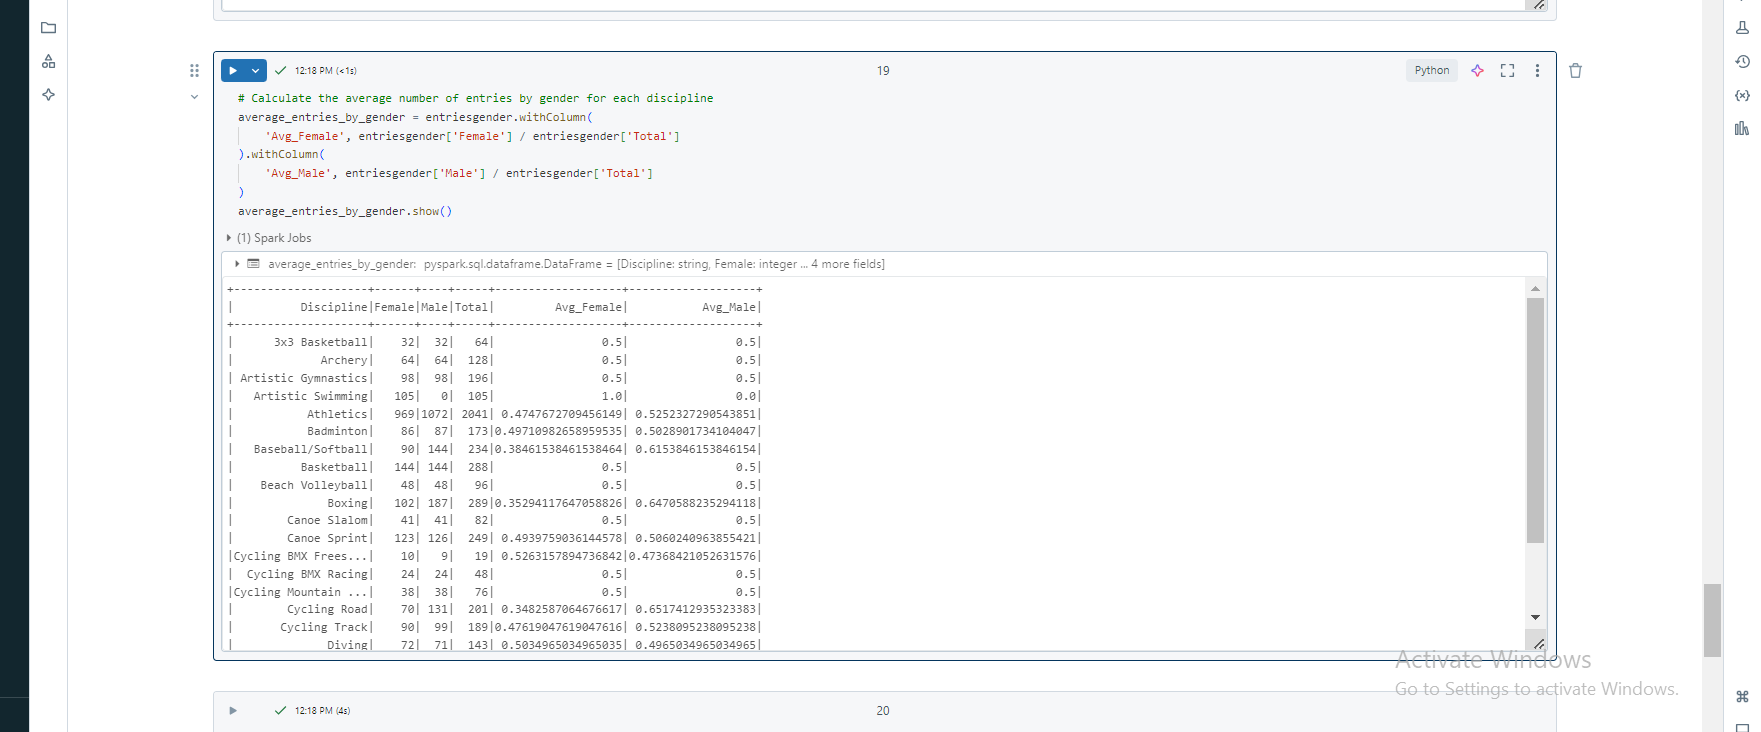 12:18 PM (<1s)
19
Python
# Calculate the average number of entries by gender for each discipline
average_entries_by_gender = entriesgender.withColumn(
    'Avg_Female', entriesgender['Female'] / entriesgender['Total']
).withColumn(
    'Avg_Male', entriesgender['Male'] / entriesgender['Total']
)
average_entries_by_gender.show()
(1) Spark Jobs
average_entries_by_gender: pyspark.sql.dataframe.DataFrame = [Discipline: string, Female: integer ... 4 more fields]
+--------------------+------+----+-----+-------------------+-------------------+
|          Discipline|Female|Male|Total|         Avg_Female|           Avg_Male|
+--------------------+------+----+-----+-------------------+-------------------+
|      3x3 Basketball|    32|  32|   64|                0.5|                0.5|
|             Archery|    64|  64|  128|                0.5|                0.5|
| Artistic Gymnastics|    98|  98|  196|                0.5|                0.5|
|   Artistic Swimming|   105|   0|  105|                1.0|                0.0|
|           Athletics|   969|1072| 2041| 0.4747672709456149| 0.5252327290543851|
|           Badminton|    86|  87|  173|0.49710982658959535| 0.5028901734104047|
|   Baseball/Softball|    90| 144|  234|0.38461538461538464| 0.6153846153846154|
|          Basketball|   144| 144|  288|                0.5|                0.5|
|    Beach Volleyball|    48|  48|   96|                0.5|                0.5|
|              Boxing|   102| 187|  289|0.35294117647058826| 0.6470588235294118|
|        Canoe Slalom|    41|  41|   82|                0.5|                0.5|
|        Canoe Sprint|   123| 126|  249| 0.4939759036144578| 0.5060240963855421|
|Cycling BMX Frees...|    10|   9|   19| 0.5263157894736842|0.47368421052631576|
|  Cycling BMX Racing|    24|  24|   48|                0.5|                0.5|
|Cycling Mountain ...|    38|  38|   76|                0.5|                0.5|
|        Cycling Road|    70| 131|  201| 0.3482587064676617| 0.6517412935323383|
|       Cycling Track|    90|  99|  189|0.47619047619047616| 0.5238095238095238|
|              Diving|    72|  71|  143| 0.5034965034965035| 0.4965034965034965|
Activate Windows
Go to Settings to activate Windows.
12:18 PM (4s)
20